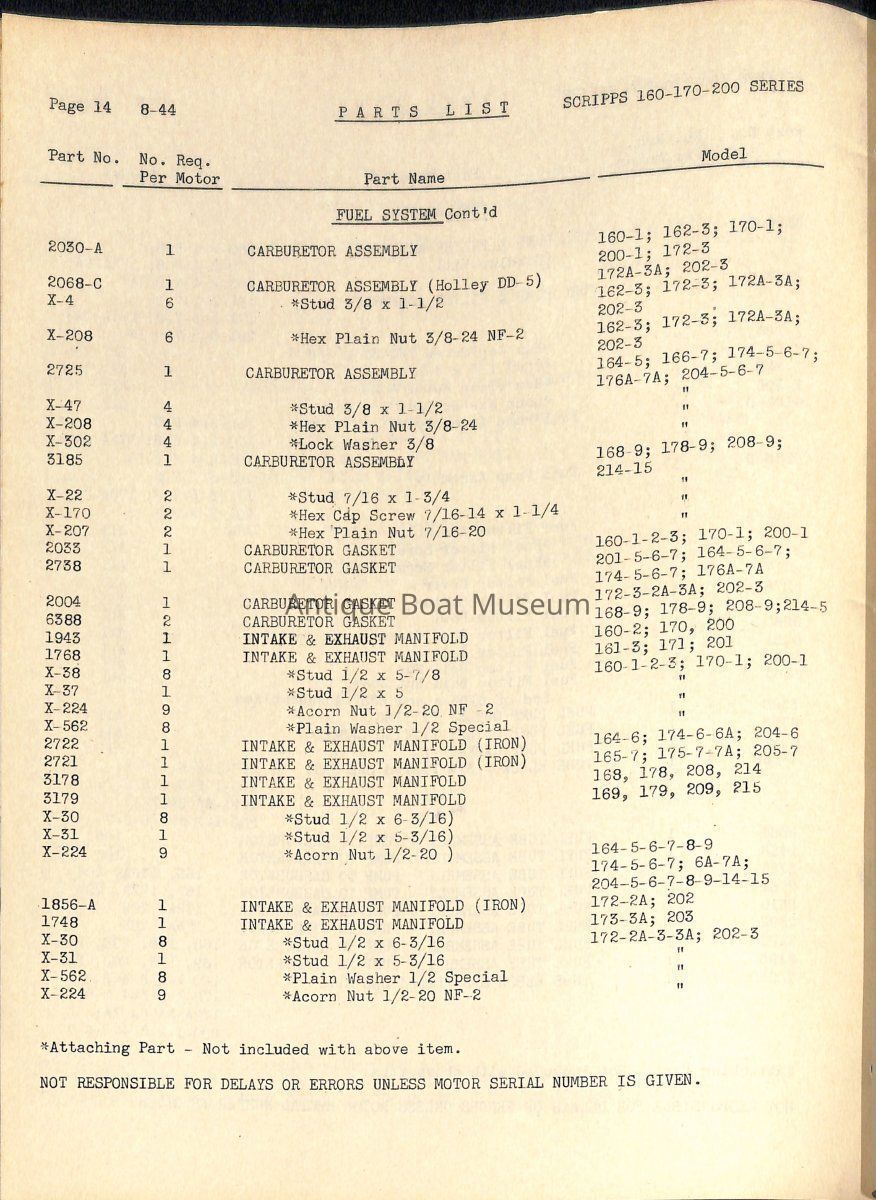 Page 14 8-44 PARTS LIST SCRIPPS 160-170-200 SERIES
Part No. No. Req. Model
Per Motor Part Name
FUEL SYSTEM Cont'd
160-1; 162-3; 170-1;
2030-A 1 CARBURETOR ASSEMBLY 200-1; 172-3
172A-3A; 202-3
2068-C 1 CARBURETOR ASSEMBLY (Holley DD-5) 162-3; 172-3; 172A-3A;
X-4 6 *Stud 3/8 x 1-1/2 202-3
162-3; 172-3; 172A-3A;
X-208 6 *Hex Plain Nut 3/8-24 NF-2 202-3
164-5; 166-7; 174-5-6-7;
2725 1 CARBURETOR ASSEMBLY 176A-7A; 204-5-6-7
X-47 4 *Stud 3/8 x 1-1/2 "
X-208 4 *Hex Plain Nut 3/8-24 "
X-302 4 *Lock Washer 3/8 "
3185 1 CARBURETOR ASSEMBLY 168-9; 178-9; 208-9;
214-15
X-22 2 *Stud 7/16 x 1-3/4 "
X-170 2 *Hex Cap Screw 7/16-14 x 1-1/4 "
X-207 2 *Hex Plain Nut 7/16-20 "
2033 1 CARBURETOR GASKET 160-1-2-3; 170-1; 200-1
2738 1 CARBURETOR GASKET 201-5-6-7; 164-5-6-7;
174-5-6-7; 176A-7A
2004 1 CARBURETOR GASKET 172-3-2A-3A; 202-3
6388 2 CARBURETOR GASKET 168-9; 178-9; 208-9;214-5
1943 1 INTAKE & EXHAUST MANIFOLD 160-2; 170, 200
1768 1 INTAKE & EXHAUST MANIFOLD 161-3; 171; 201
X-38 8 *Stud 1/2 x 5-7/8 160-1-2-3; 170-1; 200-1
X-37 1 *Stud 1/2 x 5 "
X-224 9 *Acorn Nut 1/2-20 NF -2 "
X-562 8 *Plain Washer 1/2 Special "
2722 1 INTAKE & EXHAUST MANIFOLD (IRON) 164-6; 174-6-6A; 204-6
2721 1 INTAKE & EXHAUST MANIFOLD (IRON) 165-7; 175-7-7A; 205-7
3178 1 INTAKE & EXHAUST MANIFOLD 168, 178, 208, 214
3179 1 INTAKE & EXHAUST MANIFOLD 169, 179, 209, 215
X-30 8 *Stud 1/2 x 6-3/16)
X-31 1 *Stud 1/2 x 5-3/16)
X-224 9 *Acorn Nut 1/2-20 ) 164-5-6-7-8-9
174-5-6-7; 6A-7A;
204-5-6-7-8-9-14-15
1856-A 1 INTAKE & EXHAUST MANIFOLD (IRON) 172-2A; 202
1748 1 INTAKE & EXHAUST MANIFOLD 173-3A; 203
X-30 8 *Stud 1/2 x 6-3/16 172-2A-3-3A; 202-3
X-31 1 *Stud 1/2 x 5-3/16 "
X-562 8 *Plain Washer 1/2 Special "
X-224 9 *Acorn Nut 1/2-20 NF-2 "
*Attaching Part - Not included with above item.
NOT RESPONSIBLE FOR DELAYS OR ERRORS UNLESS MOTOR SERIAL NUMBER IS GIVEN.
Antique Boat Museum